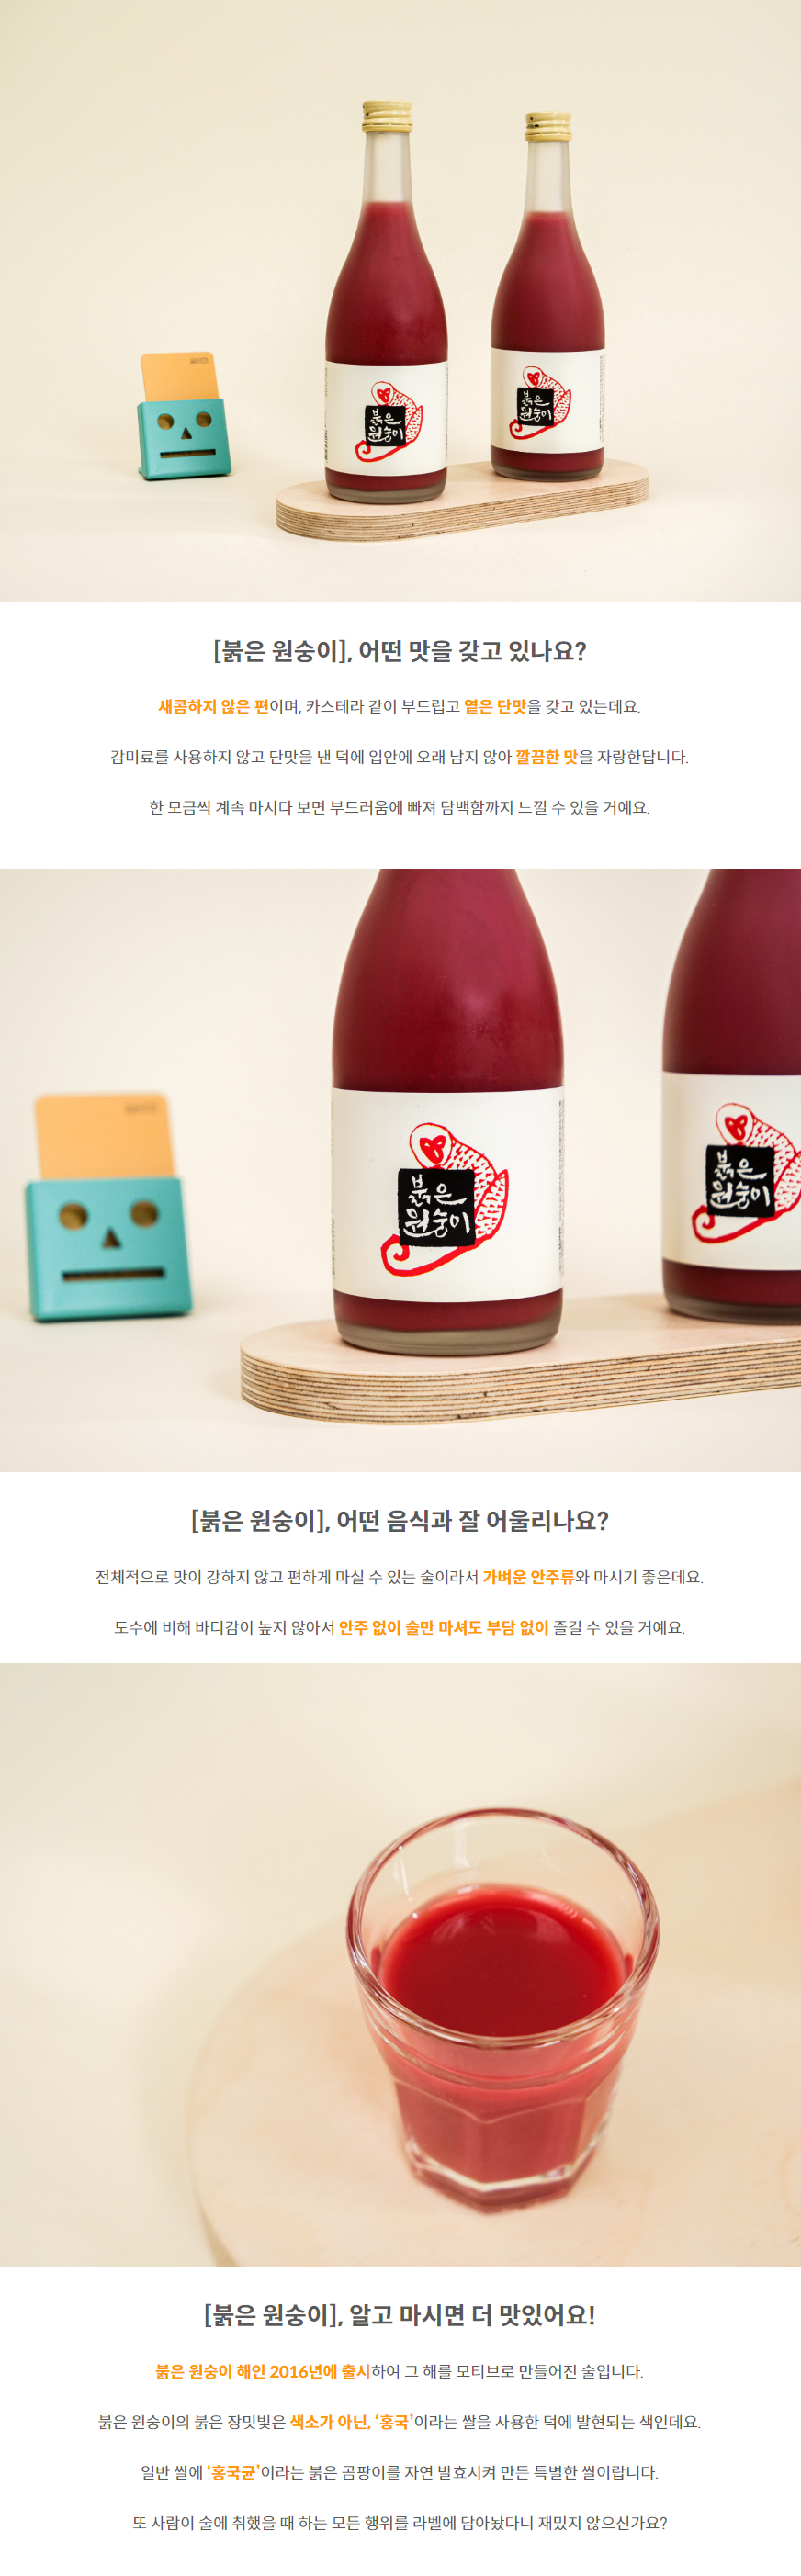 붉은
원숭이
붉은
원숭이
[붉은 원숭이], 어떤 맛을 갖고 있나요?
새콤하지 않은 편이며, 카스테라 같이 부드럽고 옅은 단맛을 갖고 있는데요.
감미료를 사용하지 않고 단맛을 낸 덕에 입안에 오래 남지 않아 깔끔한 맛을 자랑한답니다.
한 모금씩 계속 마시다 보면 부드러움에 빠져 담백함까지 느낄 수 있을 거예요.
붉은
원숭이
붉은
원숭이
[붉은 원숭이], 어떤 음식과 잘 어울리나요?
전체적으로 맛이 강하지 않고 편하게 마실 수 있는 술이라서 가벼운 안주류와 마시기 좋은데요.
도수에 비해 바디감이 높지 않아서 안주 없이 술만 마셔도 부담 없이 즐길 수 있을 거예요.
[붉은 원숭이], 알고 마시면 더 맛있어요!
붉은 원숭이 해인 2016년에 출시하여 그 해를 모티브로 만들어진 술입니다.
붉은 원숭이의 붉은 장밋빛은 색소가 아닌, ‘홍국’이라는 쌀을 사용한 덕에 발현되는 색인데요.
일반 쌀에 ‘홍국균’이라는 붉은 곰팡이를 자연 발효시켜 만든 특별한 쌀이랍니다.
또 사람이 술에 취했을 때 하는 모든 행위를 라벨에 담아놨다니 재밌지 않으신가요?